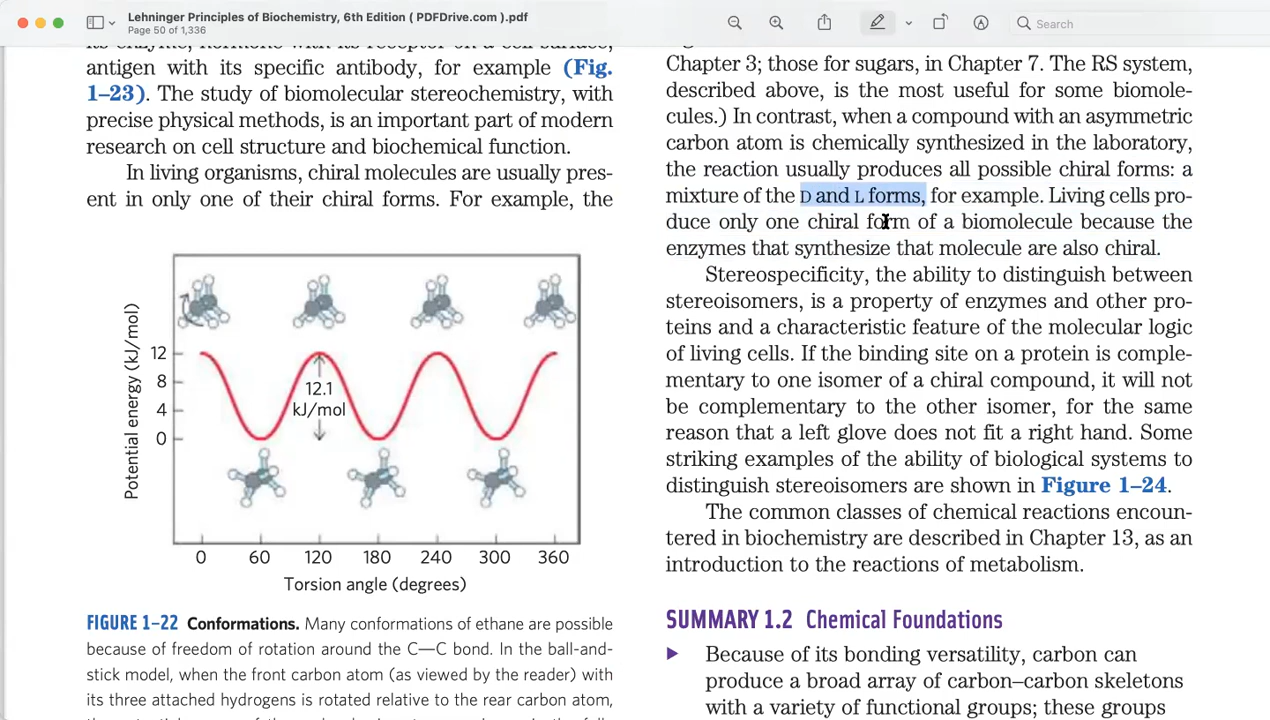 Lehninger Principles of Biochemistry, 6th Edition ( PDFDrive.com ).pdf
Page 50 of 1,336
Search
its enzyme, hormone with its receptor on a cell surface,
antigen with its specific antibody, for example (Fig.
1–23). The study of biomolecular stereochemistry, with
precise physical methods, is an important part of modern
research on cell structure and biochemical function.
In living organisms, chiral molecules are usually pres-
ent in only one of their chiral forms. For example, the
Potential energy (kJ/mol)
12
8
4
0
12.1
kJ/mol
0 60 120 180 240 300 360
Torsion angle (degrees)
FIGURE 1–22 Conformations. Many conformations of ethane are possible
because of freedom of rotation around the C—C bond. In the ball-and-
stick model, when the front carbon atom (as viewed by the reader) with
its three attached hydrogens is rotated relative to the rear carbon atom,
Chapter 3; those for sugars, in Chapter 7. The RS system,
described above, is the most useful for some biomole-
cules.) In contrast, when a compound with an asymmetric
carbon atom is chemically synthesized in the laboratory,
the reaction usually produces all possible chiral forms: a
mixture of the D and L forms, for example. Living cells pro-
duce only one chiral form of a biomolecule because the
enzymes that synthesize that molecule are also chiral.
Stereospecificity, the ability to distinguish between
stereoisomers, is a property of enzymes and other pro-
teins and a characteristic feature of the molecular logic
of living cells. If the binding site on a protein is comple-
mentary to one isomer of a chiral compound, it will not
be complementary to the other isomer, for the same
reason that a left glove does not fit a right hand. Some
striking examples of the ability of biological systems to
distinguish stereoisomers are shown in Figure 1–24.
The common classes of chemical reactions encoun-
tered in biochemistry are described in Chapter 13, as an
introduction to the reactions of metabolism.
SUMMARY 1.2 Chemical Foundations
Because of its bonding versatility, carbon can
produce a broad array of carbon–carbon skeletons
with a variety of functional groups; these groups